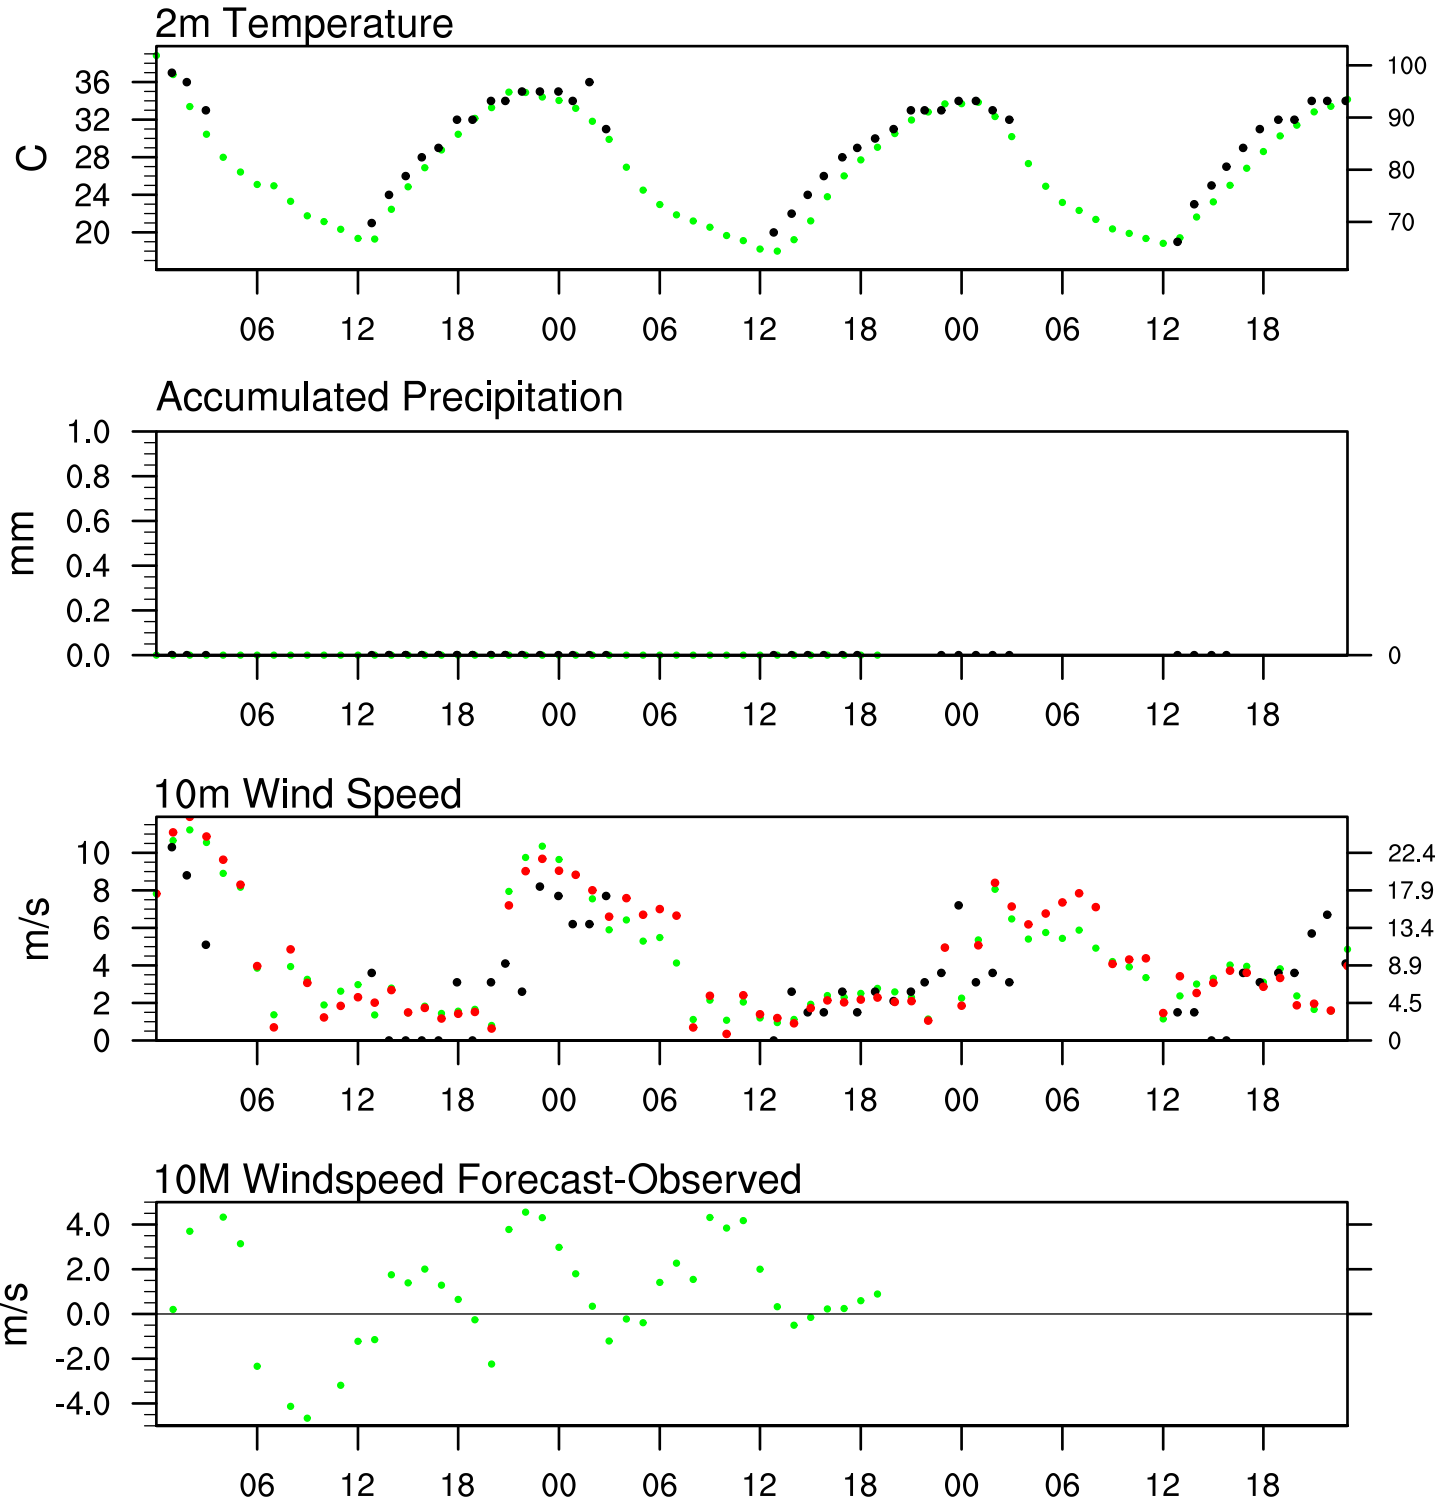 2m Temperature
36
32
28
24
20
C
100
90
80
70
06 12 18 00 06 12 18 00 06 12 18
Accumulated Precipitation
1.0
0.8
0.6
0.4
0.2
0.0
mm
0
06 12 18 00 06 12 18 00 06 12 18
10m Wind Speed
10
8
6
4
2
0
m/s
22.4
17.9
13.4
8.9
4.5
0
06 12 18 00 06 12 18 00 06 12 18
10M Windspeed Forecast-Observed
4.0
2.0
0.0
-2.0
-4.0
m/s
06 12 18 00 06 12 18 00 06 12 18